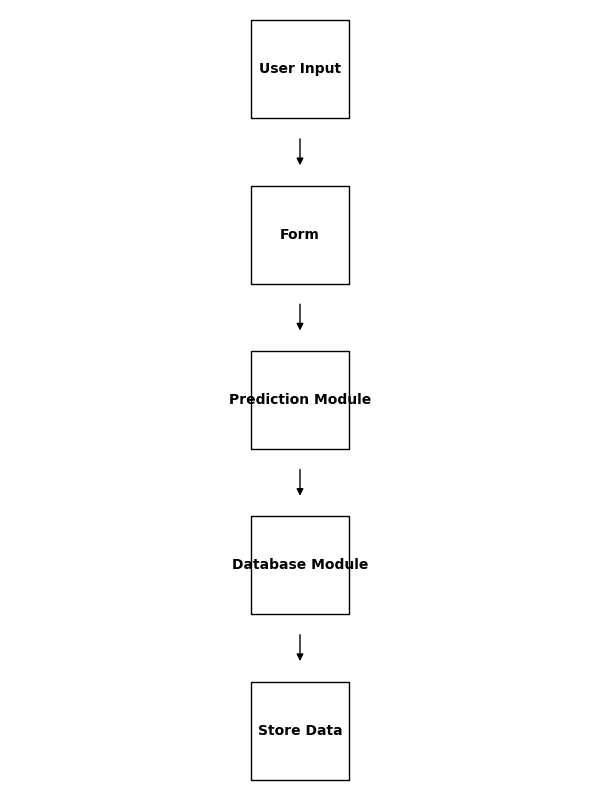 User Input
Form
Prediction Module
Database Module
Store Data